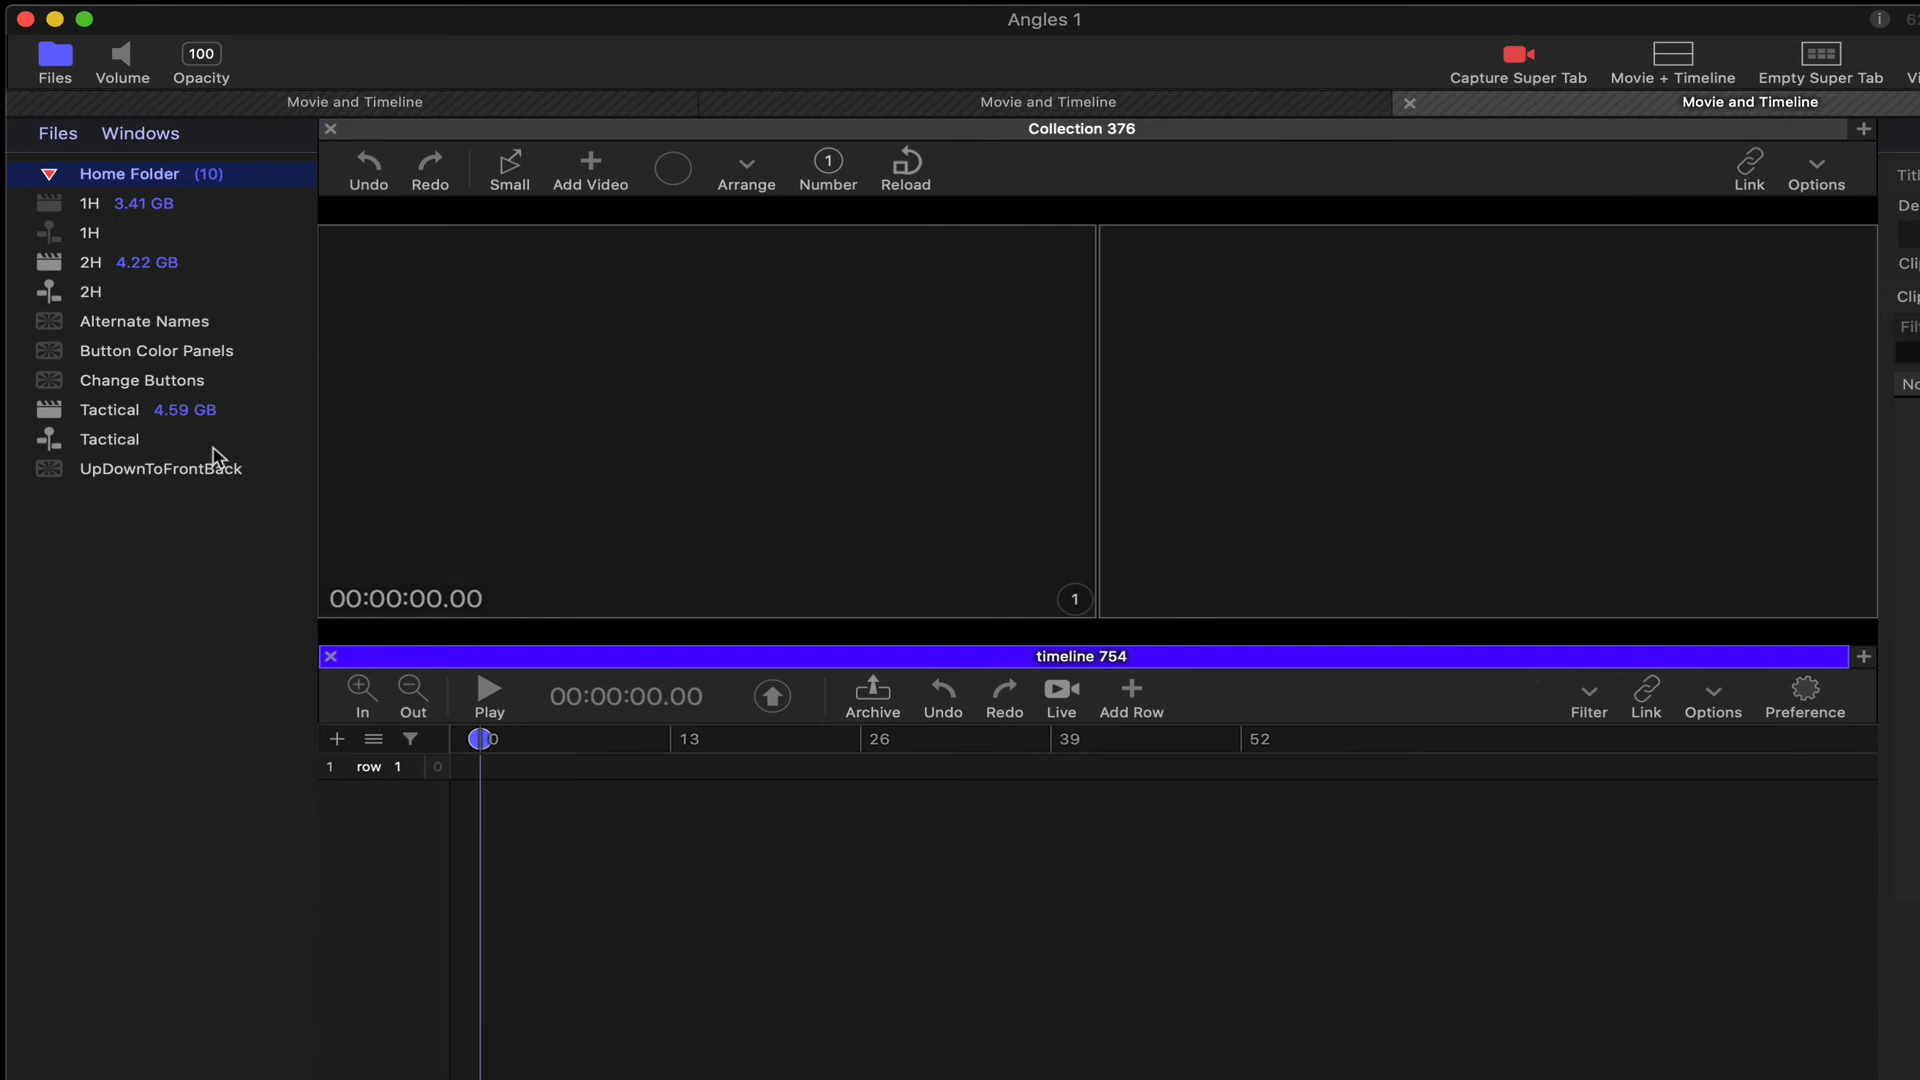 Angles 1
i
Files
Volume
100
Opacity
Capture Super Tab
Movie + Timeline
Empty Super Tab
Movie and Timeline
Movie and Timeline
Movie and Timeline
Files
Windows
Home Folder (10)
1H 3.41 GB
1H
2H 4.22 GB
2H
Alternate Names
Button Color Panels
Change Buttons
Tactical 4.59 GB
Tactical
UpDownToFrontBack
Collection 376
Undo
Redo
Small
Add Video
Arrange
1
Number
Reload
Link
Options
00:00:00.00
1
timeline 754
In
Out
Play
00:00:00.00
Archive
Undo
Redo
Live
Add Row
Filter
Link
Options
Preference
0
13
26
39
52
1 row 1 0